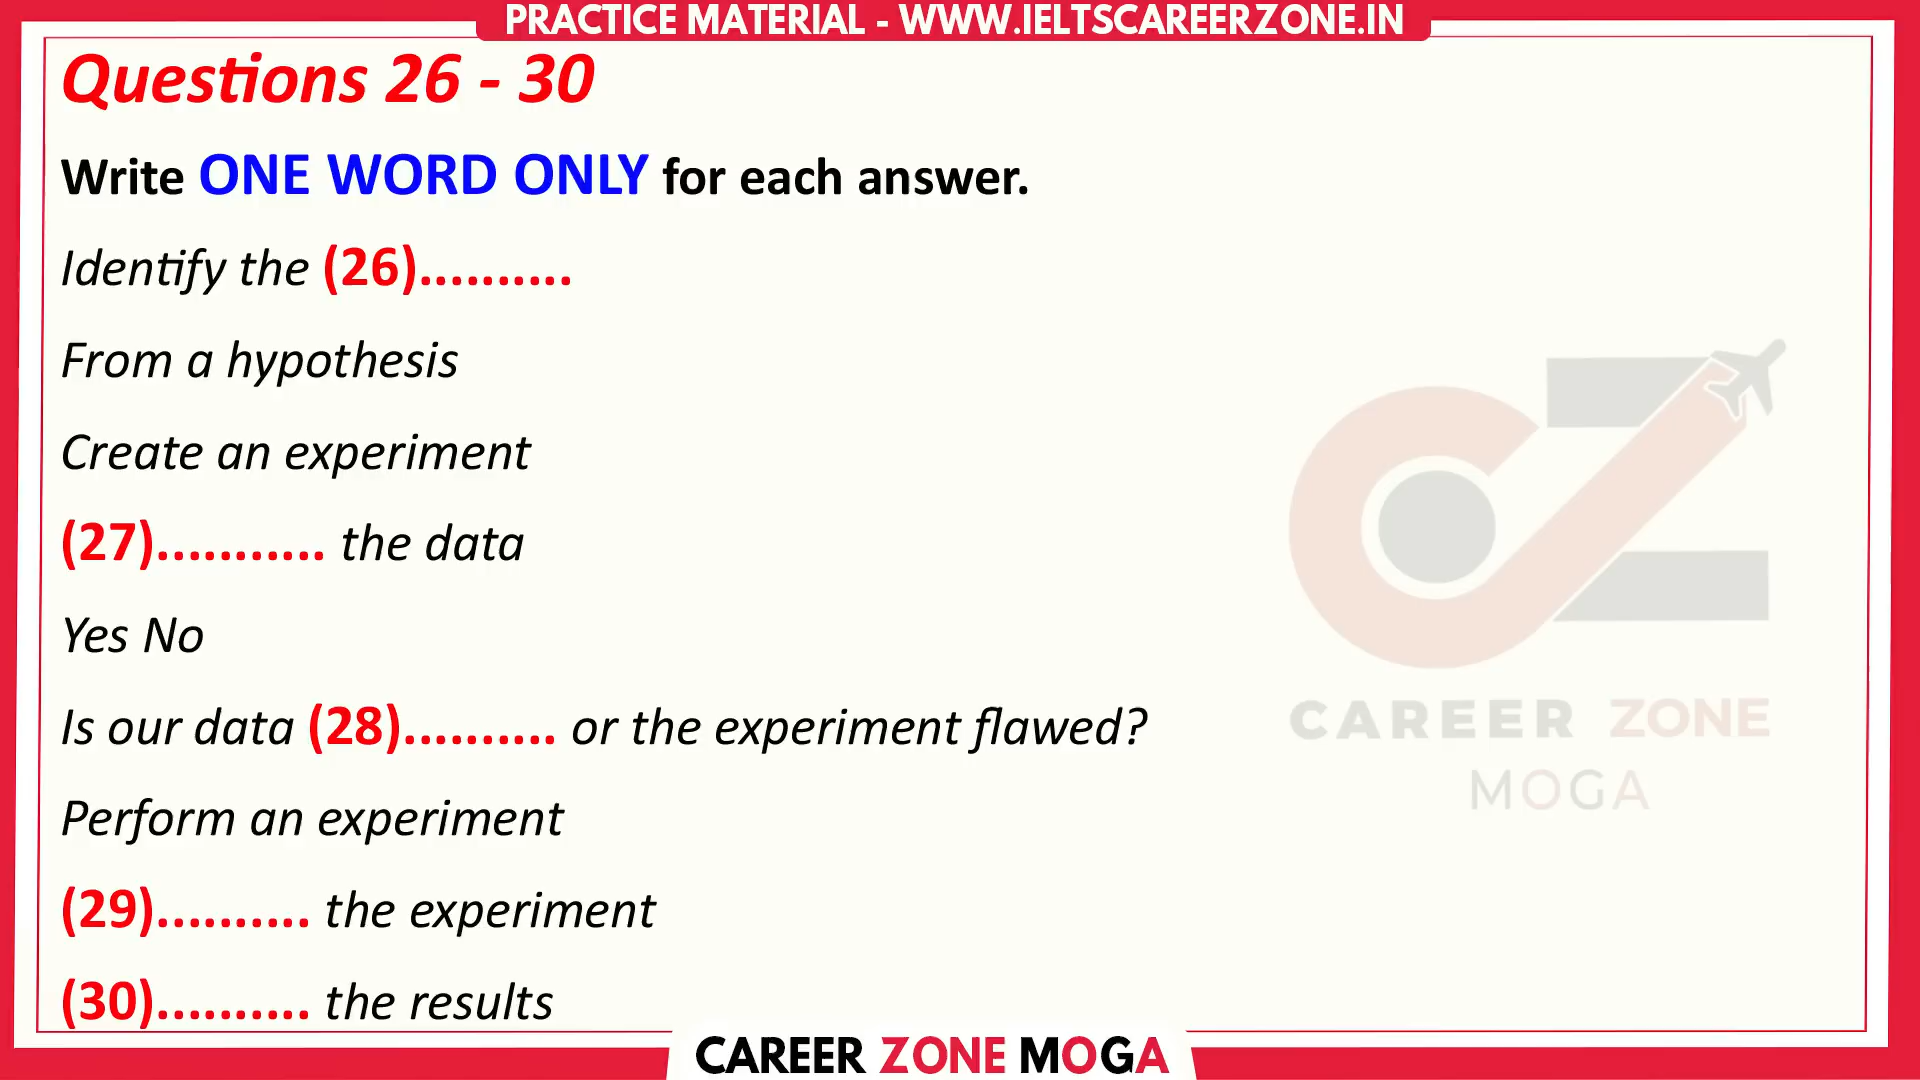 PRACTICE MATERIAL - WWW.IELTSCAREERZONE.IN
Questions 26 - 30
Write ONE WORD ONLY for each answer.
Identify the (26)..........
From a hypothesis
Create an experiment
(27)........... the data
Yes No
Is our data (28).......... or the experiment flawed?
Perform an experiment
(29).......... the experiment
(30).......... the results
CAREER ZONE
MOGA
CAREER ZONE MOGA